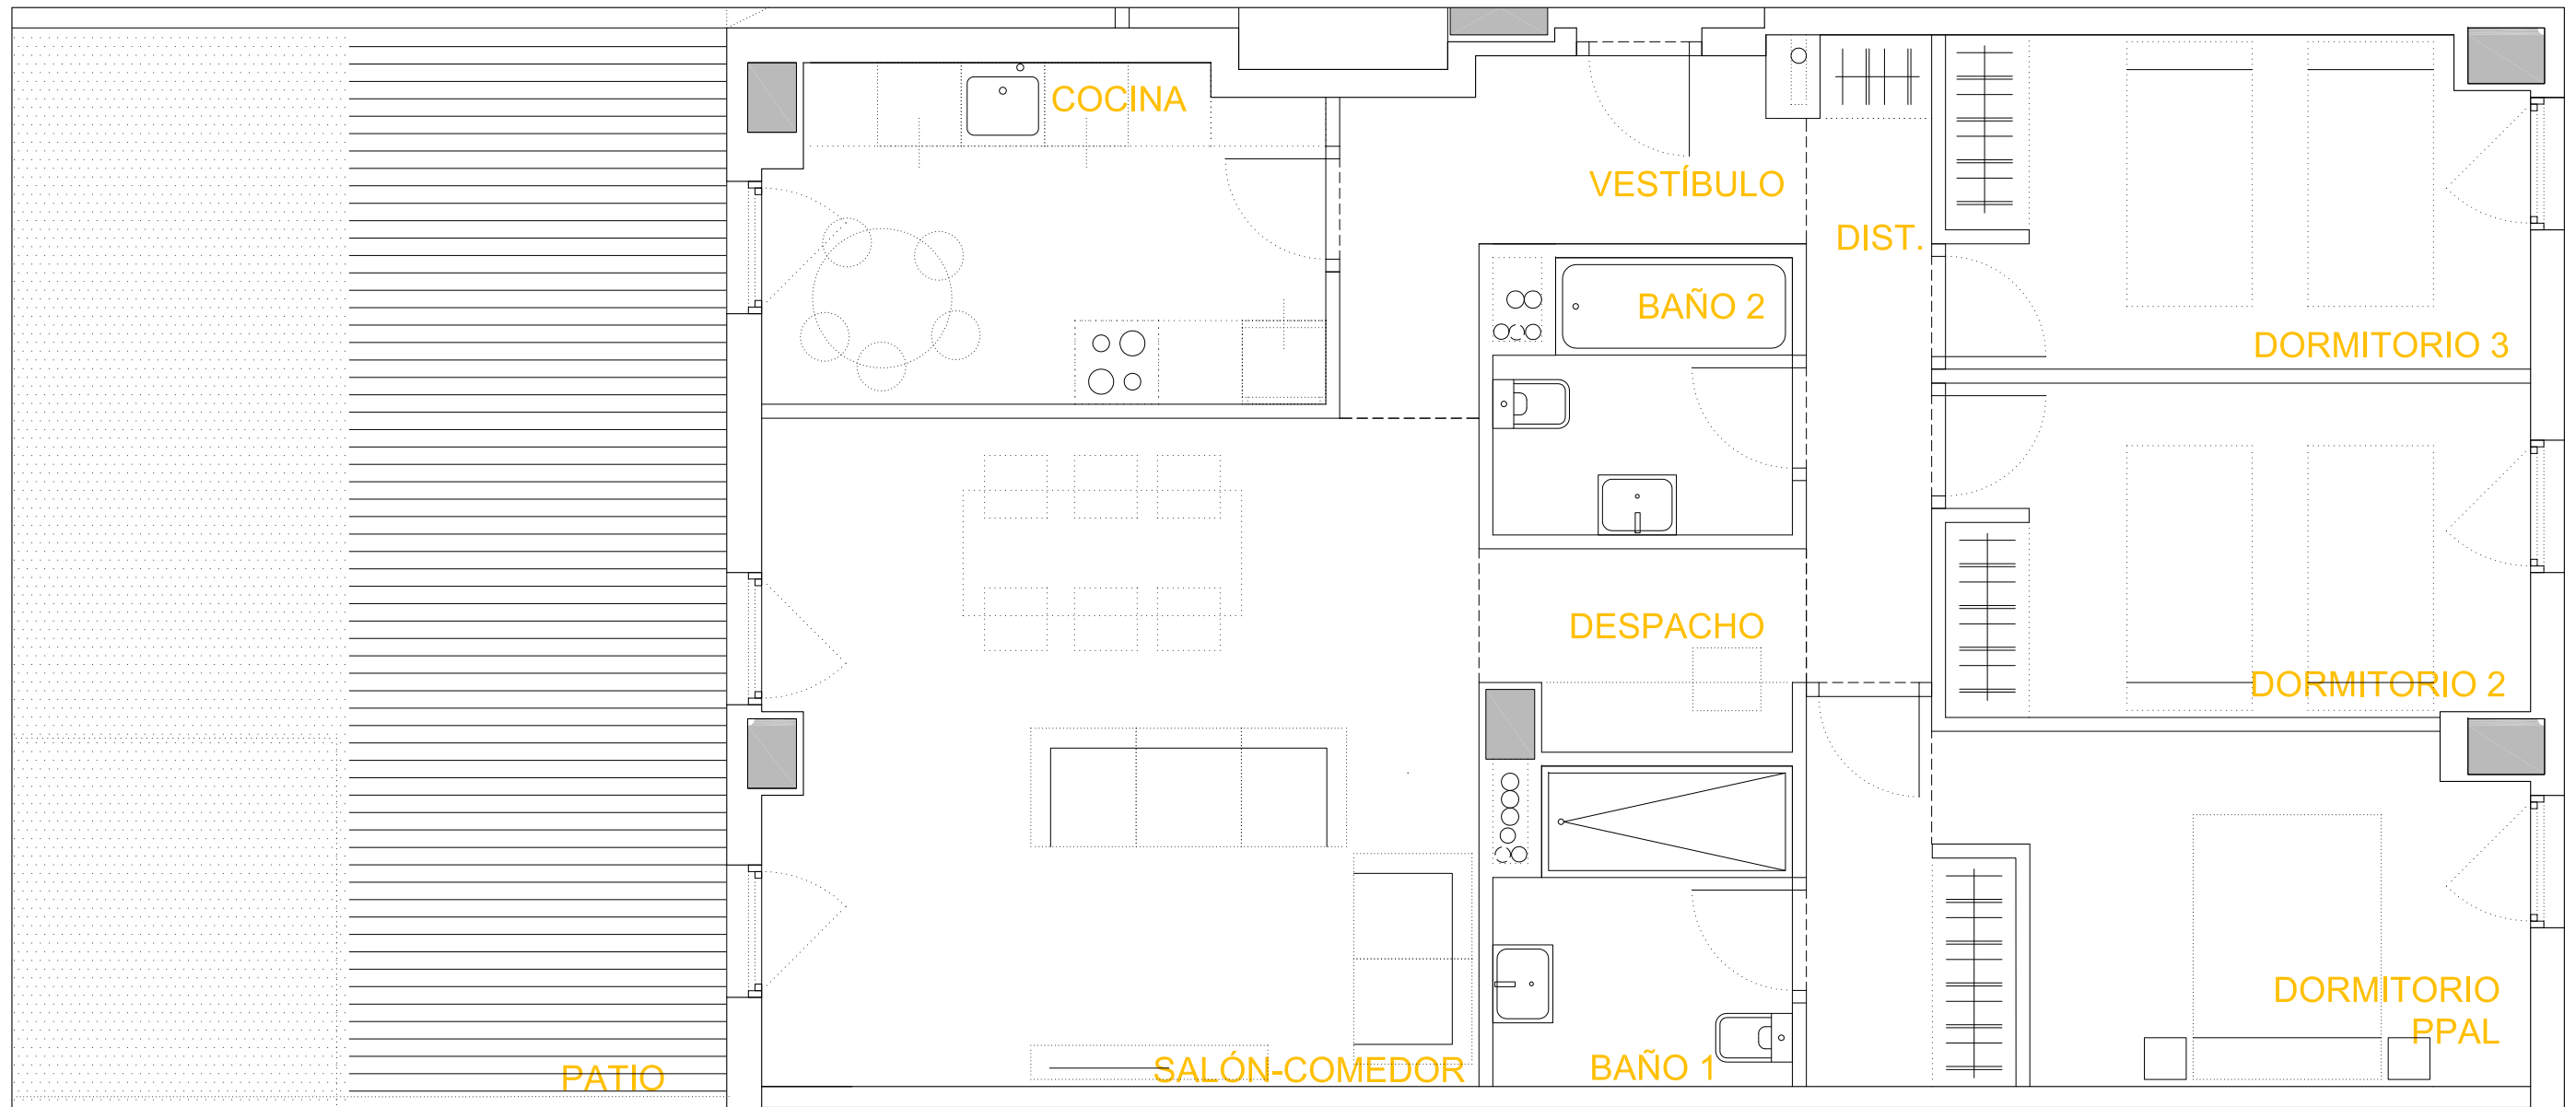 COCINA
VESTÍBULO
DIST.
BAÑO 2
DORMITORIO 3
DESPACHO
DORMITORIO 2
DORMITORIO
PPAL
PATIO
SALÓN-COMEDOR
BAÑO 1